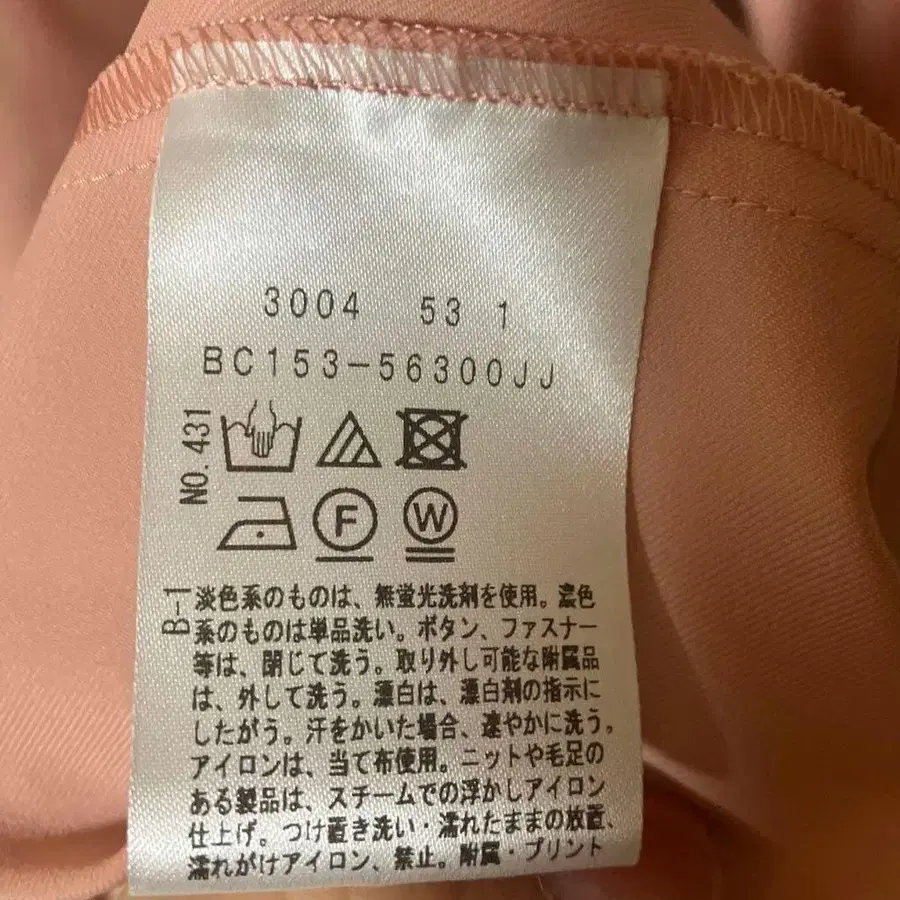 3004 53 1
BC153-56300JJ
NO.431
F W
B-1
淡色系のものは、無蛍光洗剤を使用。濃色
系のものは単品洗い。ボタン、ファスナー
等は、閉じて洗う。取り外し可能な附属品
は、外して洗う。漂白は、漂白剤の指示に
したがう。汗をかいた場合、速やかに洗う。
アイロンは、当て布使用。ニットや毛足の
ある製品は、スチームでの浮かしアイロン
仕上げ。つけ置き洗い・濡れたままの放置、
濡れがけアイロン、禁止。附属・プリント